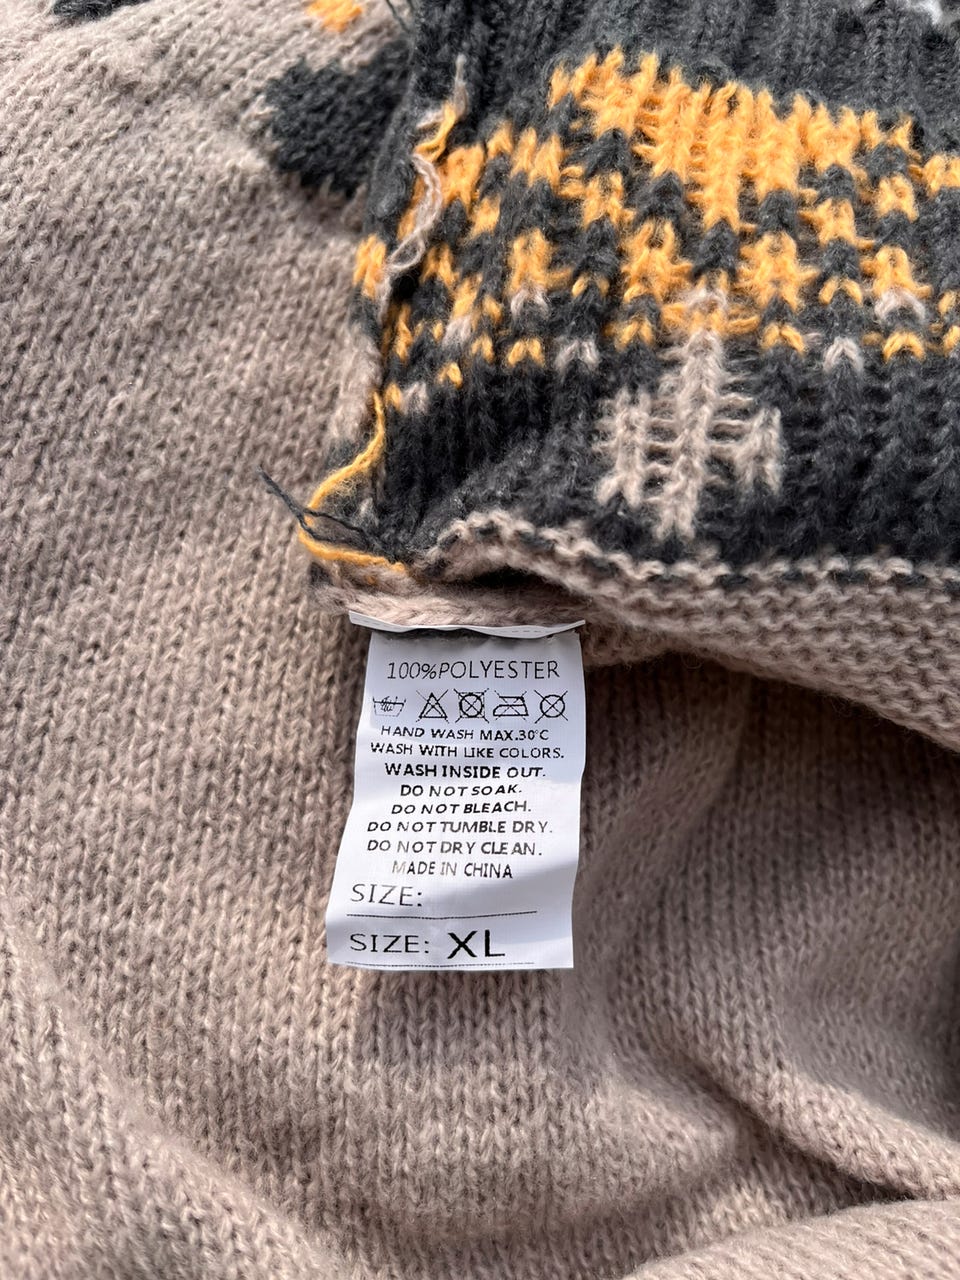 100%POLYESTER
HAND WASH MAX.30°C
WASH WITH LIKE COLORS.
WASH INSIDE OUT.
DO NOT SOAK.
DO NOT BLEACH.
DO NOT TUMBLE DRY.
DO NOT DRY CLEAN.
MADE IN CHINA
SIZE:
SIZE: XL